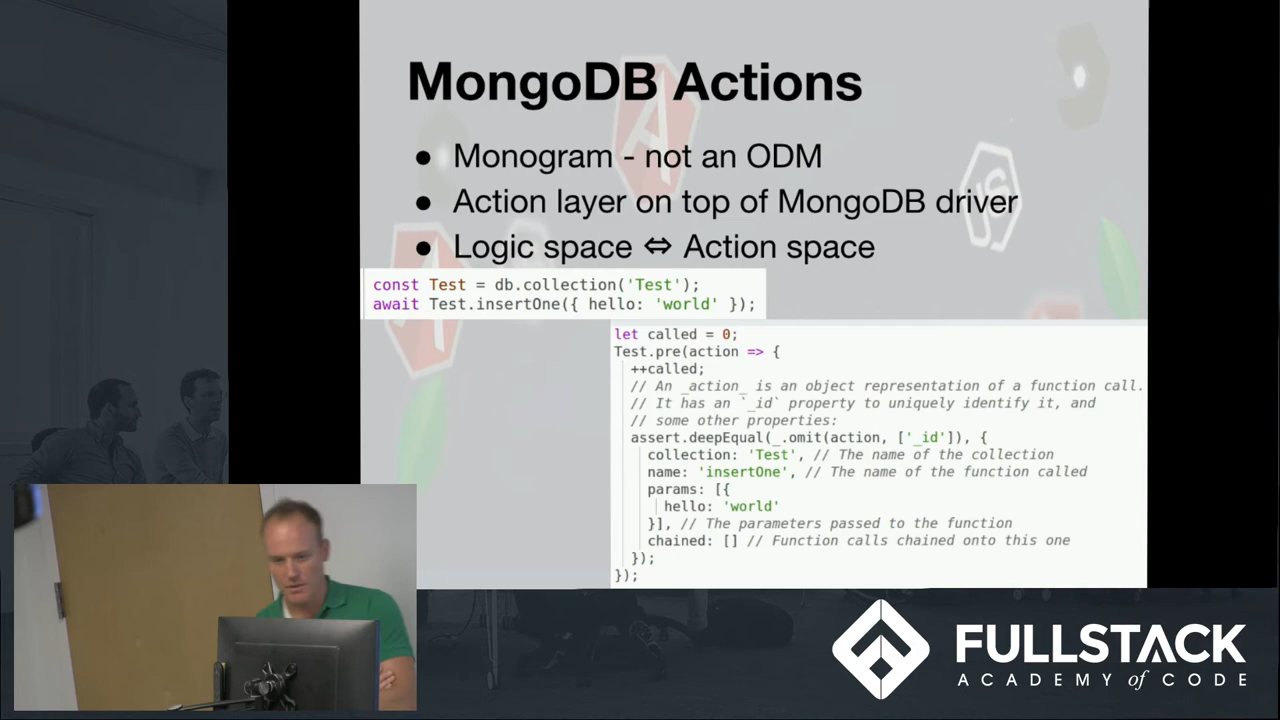 MongoDB Actions
● Monogram - not an ODM
● Action layer on top of MongoDB driver
● Logic space ⇔ Action space
const Test = db.collection('Test');
await Test.insertOne({ hello: 'world' });
let called = 0;
Test.pre(action => {
++called;
// An _action_ is an object representation of a function call.
// It has an `_id` property to uniquely identify it, and
// some other properties:
assert.deepEqual(_.omit(action, ['_id']), {
collection: 'Test', // The name of the collection
name: 'insertOne', // The name of the function called
params: [{
hello: 'world'
}], // The parameters passed to the function
chained: [] // Function calls chained onto this one
});
});
JS
FULLSTACK
ACADEMY of CODE